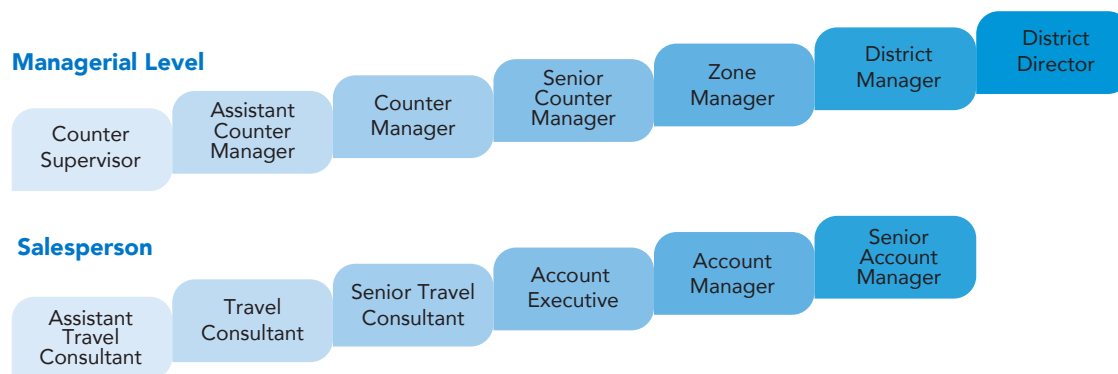 Managerial Level
Counter
Supervisor
Assistant
Counter
Manager
Counter
Manager
Senior
Counter
Manager
Zone
Manager
District
Manager
District
Director
Salesperson
Assistant
Travel
Consultant
Travel
Consultant
Senior Travel
Consultant
Account
Executive
Account
Manager
Senior
Account
Manager